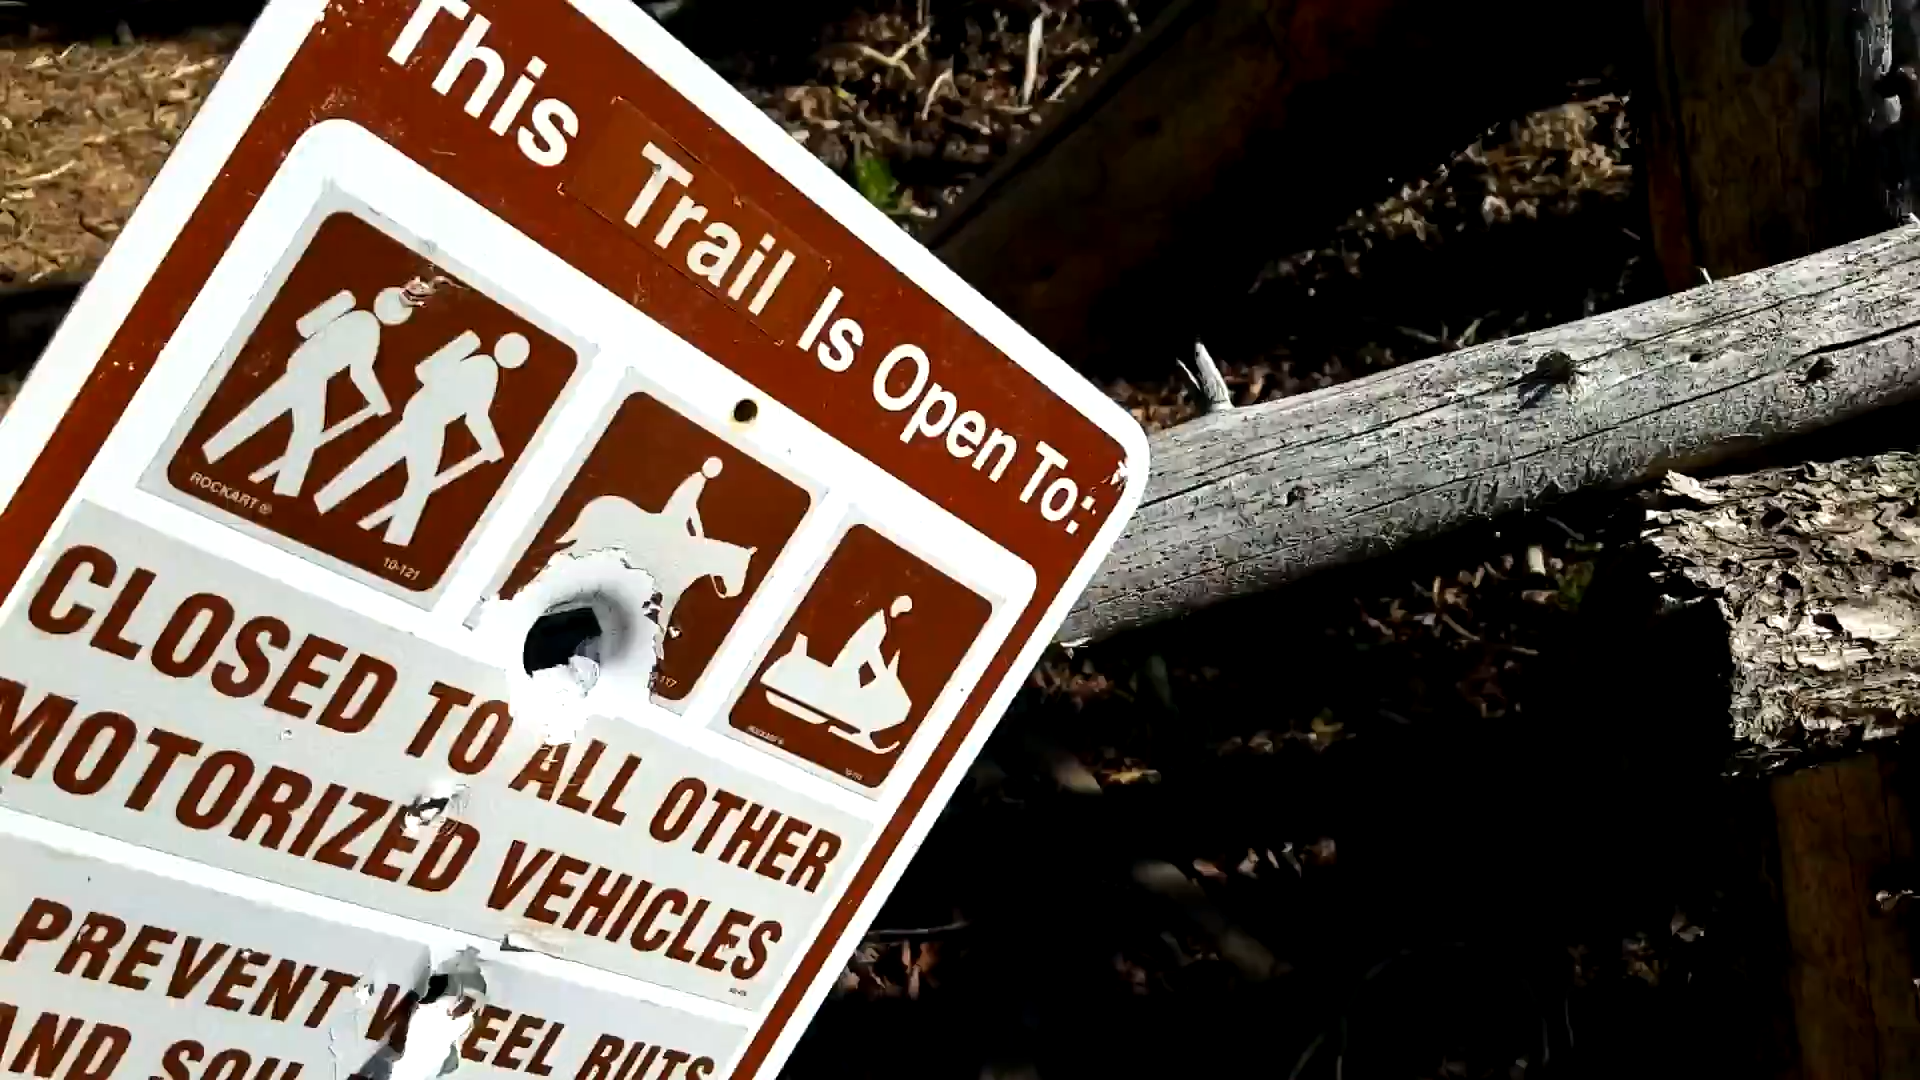 This Trail Is Open To:
ROCKART ®
10-121
CLOSED TO ALL OTHER
MOTORIZED VEHICLES
PREVENT WHEEL RUTS
AND SOIL